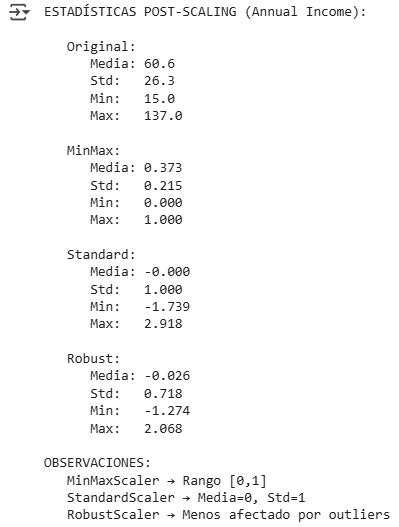 ESTADÍSTICAS POST-SCALING (Annual Income):
Original:
Media: 60.6
Std: 26.3
Min: 15.0
Max: 137.0
MinMax:
Media: 0.373
Std: 0.215
Min: 0.000
Max: 1.000
Standard:
Media: -0.000
Std: 1.000
Min: -1.739
Max: 2.918
Robust:
Media: -0.026
Std: 0.718
Min: -1.274
Max: 2.068
OBSERVACIONES:
MinMaxScaler → Rango [0,1]
StandardScaler → Media=0, Std=1
RobustScaler → Menos afectado por outliers